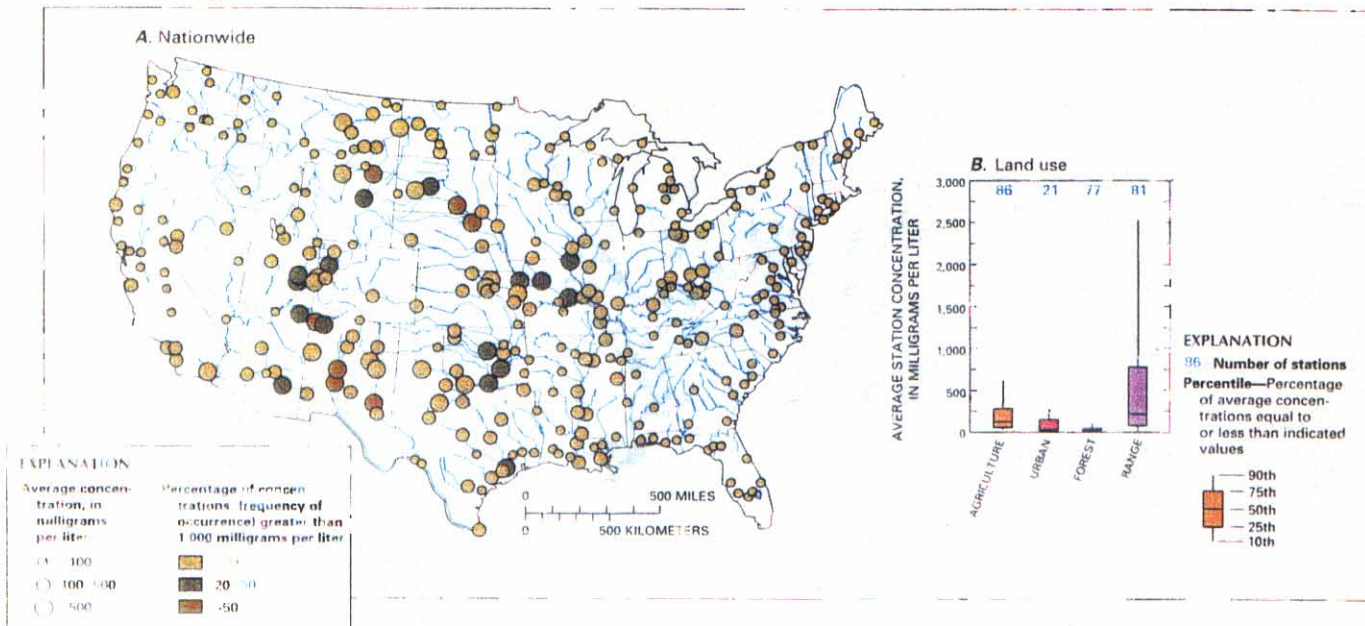 A. Nationwide
0 500 MILES
0 500 KILOMETERS
EXPLANATION
Average concen-
tration, in
milligrams
per liter
100
100
500
Percentage of concen
trations frequency of
occurrence) greater than
1 000 milligrams per liter
20
50
B. Land use
AVERAGE STATION CONCENTRATION,
IN MILLIGRAMS PER LITER
3,000
2,500
2,000
1,500
1,000
500
0
86 21 77 81
AGRICULTURE
URBAN
FOREST
RANGE
EXPLANATION
86 Number of stations
Percentile—Percentage
of average concen-
trations equal to
or less than indicated
values
90th
75th
50th
25th
10th